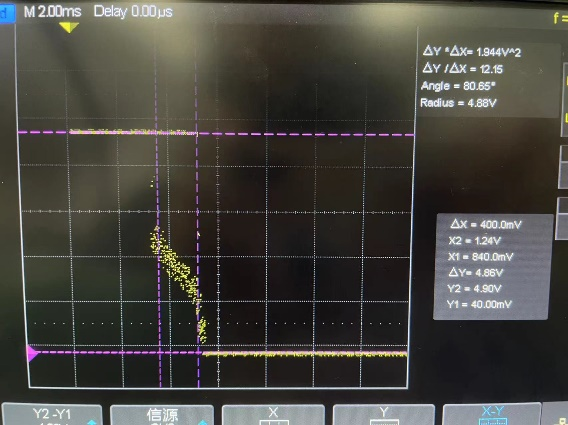 M 2.00ms Delay 0.00µs
f =
ΔY *ΔX= 1.944V^2
ΔY /ΔX = 12.15
Angle = 80.65°
Radius = 4.88V
ΔX = 400.0mV
X2 = 1.24V
X1 = 840.0mV
ΔY= 4.86V
Y2 = 4.90V
Y1 = 40.00mV
Y2 -Y1
信源
X
Y
X-Y